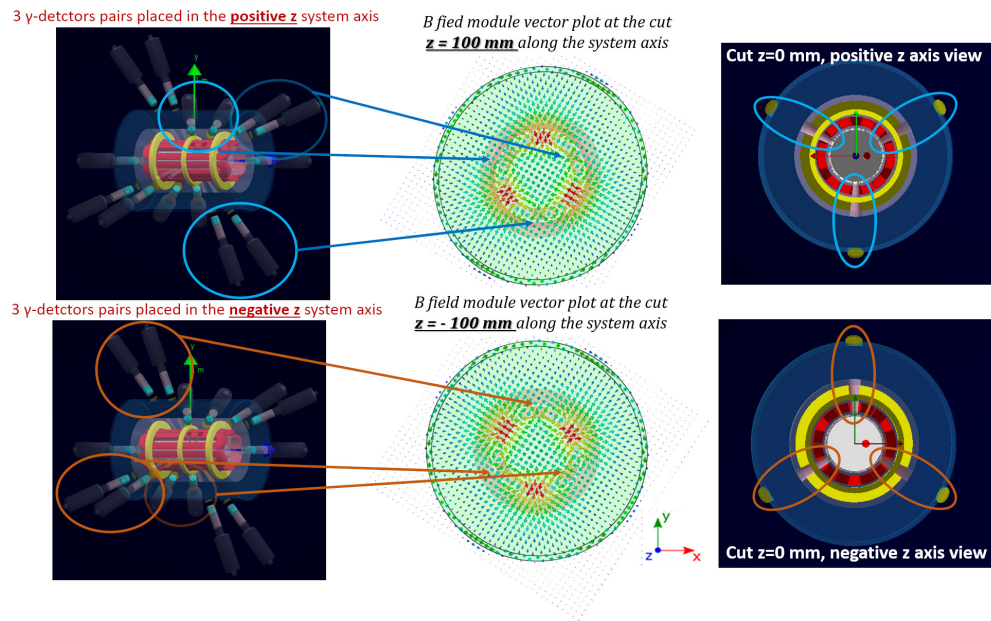 3 γ-detctors pairs placed in the positive z system axis
B fied module vector plot at the cut
z = 100 mm along the system axis
Cut z=0 mm, positive z axis view
y
m
3 γ-detctors pairs placed in the negative z system axis
B field module vector plot at the cut
z = - 100 mm along the system axis
y
m
y
z
x
Cut z=0 mm, negative z axis view